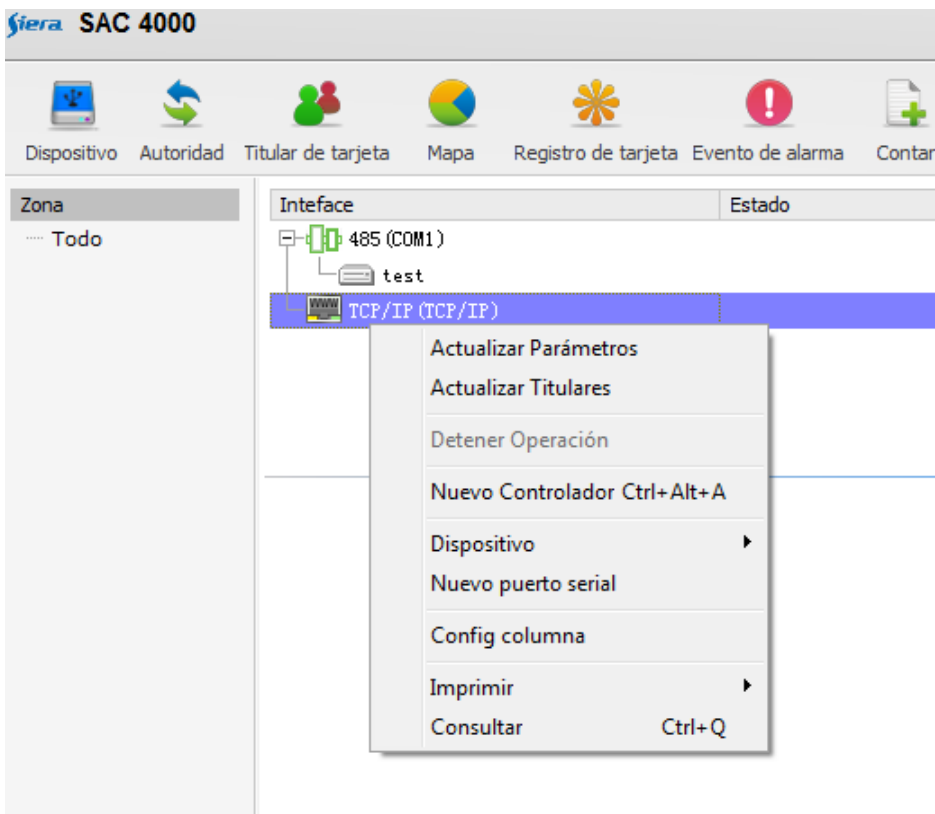 Siera SAC 4000
Dispositivo Autoridad Titular de tarjeta Mapa Registro de tarjeta Evento de alarma Contar
Zona
Todo
Inteface Estado
485 (COM1)
test
TCP/IP (TCP/IP)
Actualizar Parámetros
Actualizar Titulares
Detener Operación
Nuevo Controlador Ctrl+Alt+A
Dispositivo
Nuevo puerto serial
Config columna
Imprimir
Consultar Ctrl+Q